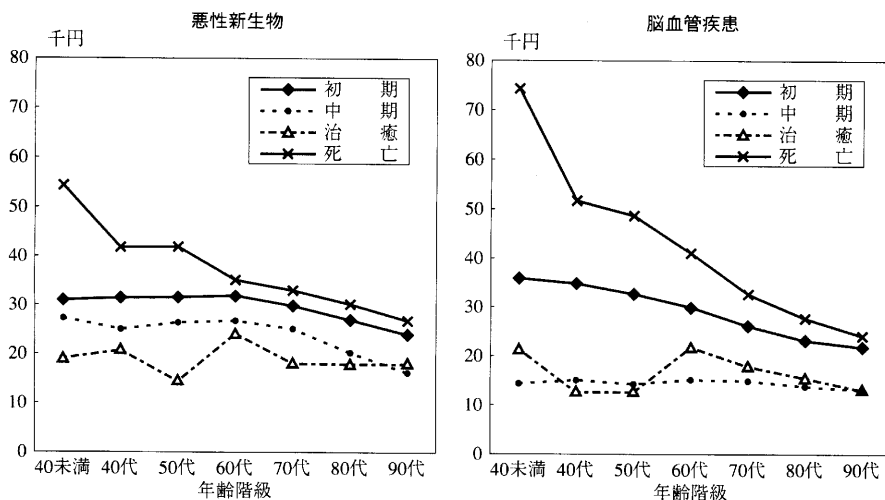 悪性新生物
千円
80
70
60
50
40
30
20
10
0
初 期
中 期
治 癒
死 亡
40未満 40代 50代 60代 70代 80代 90代
年齢階級
脳血管疾患
千円
80
70
60
50
40
30
20
10
0
初 期
中 期
治 癒
死 亡
40未満 40代 50代 60代 70代 80代 90代
年齢階級